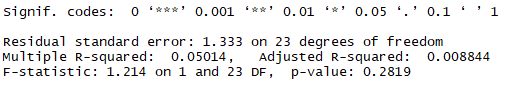 Signif. codes:  0 ‘***’ 0.001 ‘**’ 0.01 ‘*’ 0.05 ‘.’ 0.1 ‘ ’ 1
Residual standard error: 1.333 on 23 degrees of freedom
Multiple R-squared:  0.05014,	Adjusted R-squared:  0.008844
F-statistic: 1.214 on 1 and 23 DF,  p-value: 0.2819